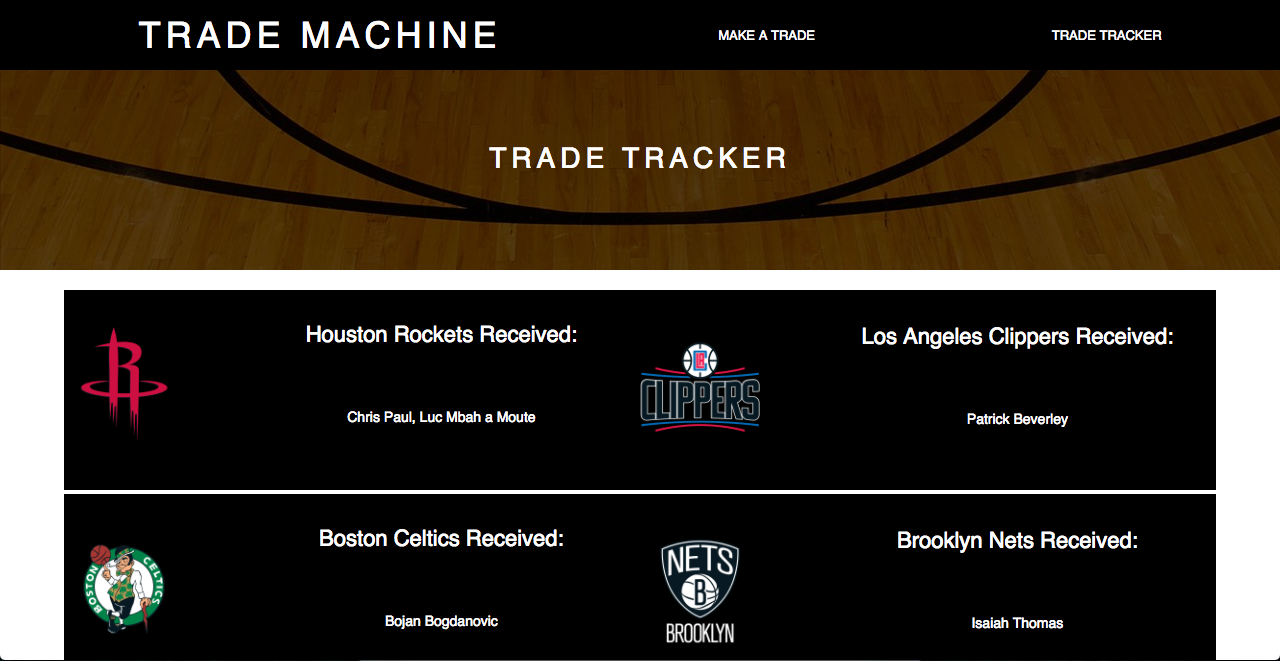 TRADE MACHINE
MAKE A TRADE
TRADE TRACKER
TRADE TRACKER
Houston Rockets Received:
Chris Paul, Luc Mbah a Moute
R
CLIPPERS
Los Angeles Clippers Received:
Patrick Beverley
BOSTON CELTICS
Boston Celtics Received:
Bojan Bogdanovic
NETS
B
BROOKLYN
Brooklyn Nets Received:
Isaiah Thomas